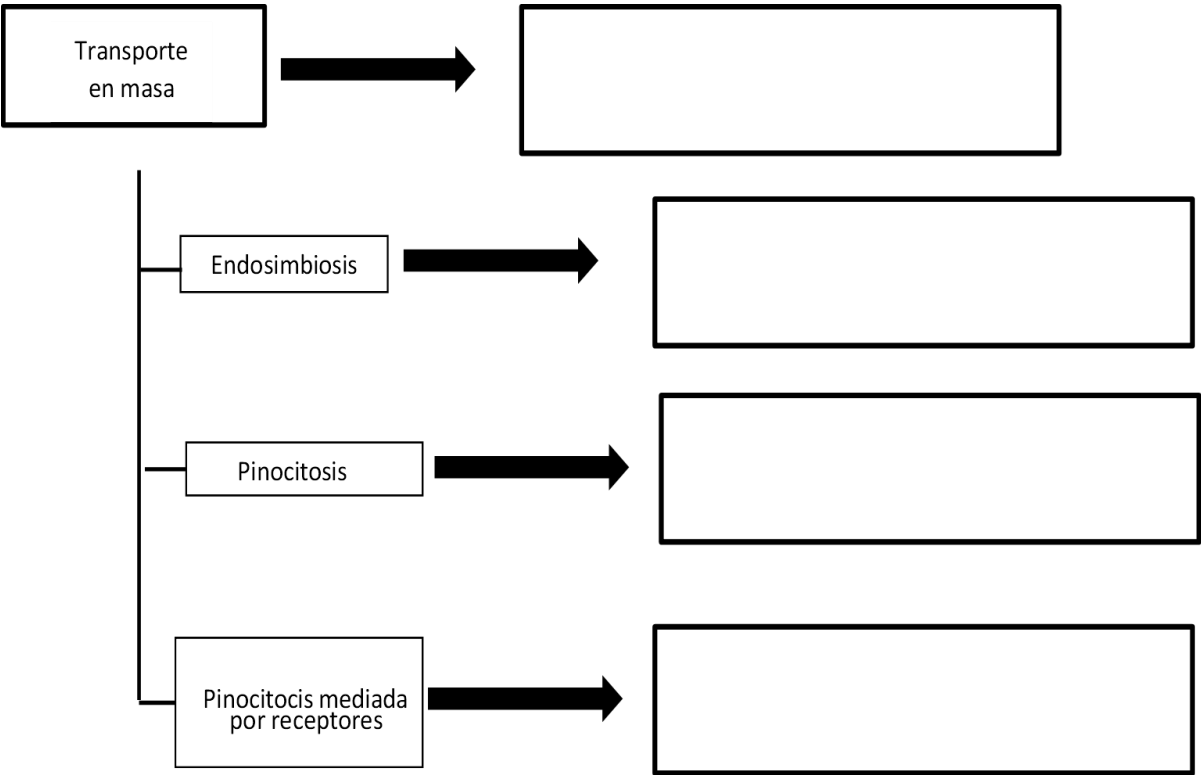 Transporte
en masa
Endosimbiosis
Pinocitosis
Pinocitocis mediada
por receptores